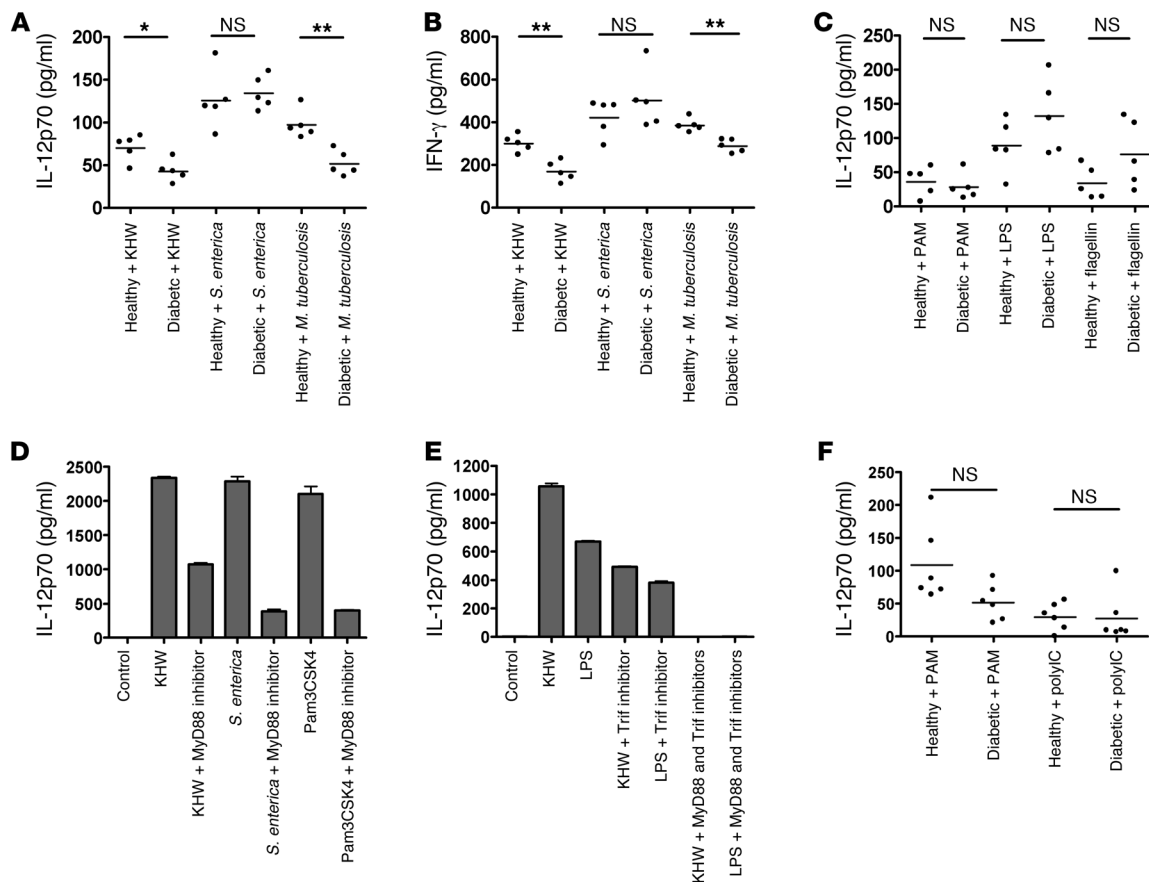 A
IL-12p70 (pg/ml)
200
150
100
50
0
*
NS
**
Healthy + KHW
Diabetc + KHW
Healthy + S. enterica
Diabetic + S. enterica
Healthy + M. tuberculosis
Diabetic + M. tuberculosis
B
IFN-γ (pg/ml)
800
600
400
200
0
**
NS
**
Healthy + KHW
Diabetic + KHW
Healthy + S. enterica
Diabetic + S. enterica
Healthy + M. tuberculosis
Diabetic + M. tuberculosis
C
IL-12p70 (pg/ml)
250
200
150
100
50
0
NS
NS
NS
Healthy + PAM
Diabetic + PAM
Healthy + LPS
Diabetic + LPS
Healthy + flagellin
Diabetic + flagellin
D
IL-12p70 (pg/ml)
2500
2000
1500
1000
500
0
Control
KHW
KHW + MyD88 inhibitor
S. enterica
S. enterica + MyD88 inhibitor
Pam3CSK4
Pam3CSK4 + MyD88 inhibitor
E
IL-12p70 (pg/ml)
1200
1000
800
600
400
200
0
Control
KHW
LPS
KHW + Trif inhibitor
LPS + Trif inhibitor
KHW + MyD88 and Trif inhibitors
LPS + MyD88 and Trif inhibitors
F
IL-12p70 (pg/ml)
250
200
150
100
50
0
NS
NS
Healthy + PAM
Diabetic + PAM
Healthy + polyIC
Diabetic + polyIC